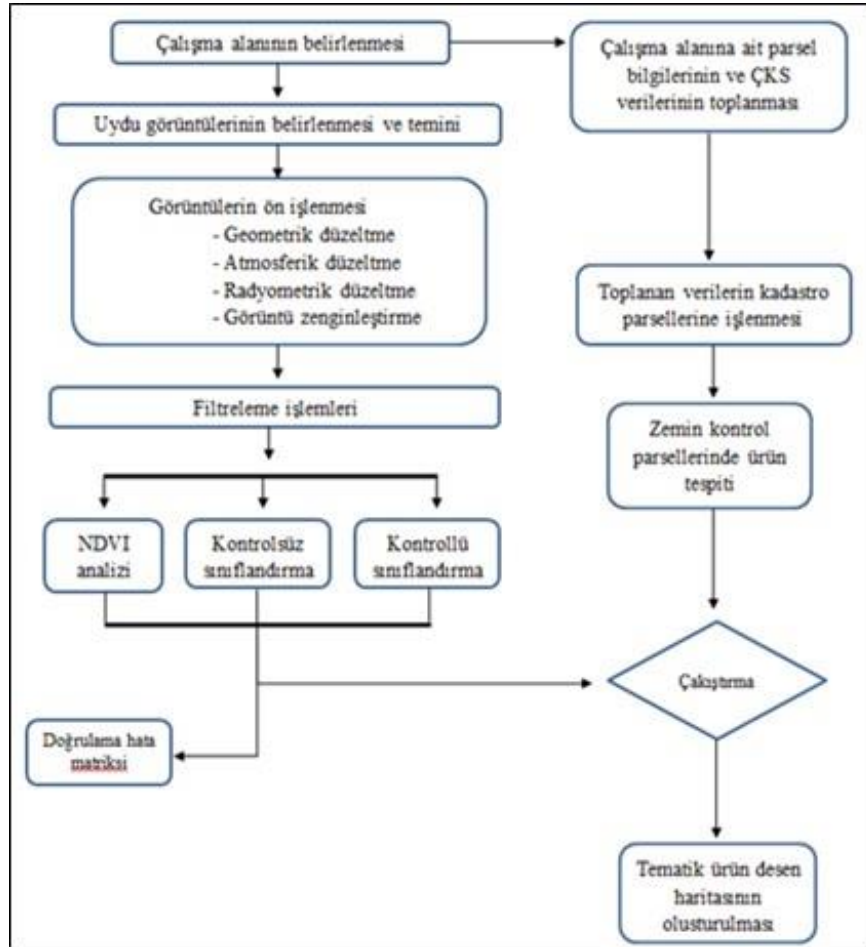 Çalışma alanının belirlenmesi
Çalışma alanına ait parsel
bilgilerinin ve ÇKS
verilerinin toplanması
Uydu görüntülerinin belirlenmesi ve temini
Görüntülerin ön işlenmesi
- Geometrik düzeltme
- Atmosferik düzeltme
- Radyometrik düzeltme
- Görüntü zenginleştirme
Toplanan verilerin kadastro
parsellerine işlenmesi
Filtreleme işlemleri
Zemin kontrol
parsellerinde ürün
tespiti
NDVI
analizi
Kontrolsüz
sınıflandırma
Kontrollü
sınıflandırma
Çakıştırma
Doğrulama hata
matriksi
Tematik ürün desen
haritasının
olusturulması